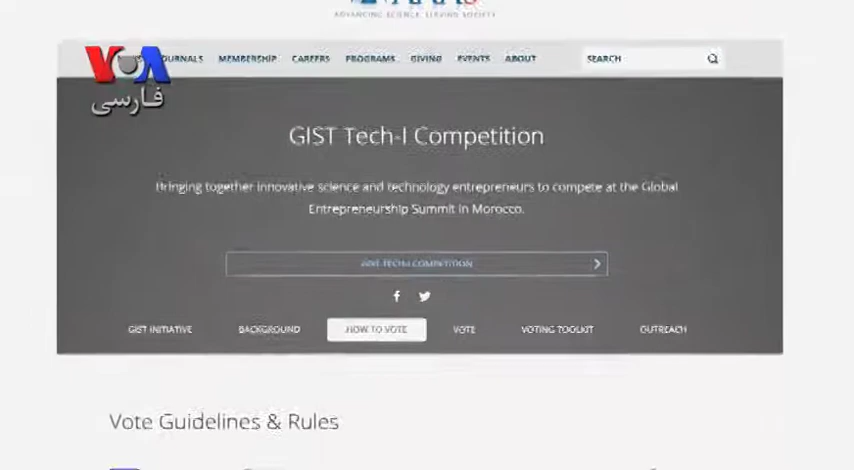 ADVANCING SCIENCE, SERVING SOCIETY
JOURNALS MEMBERSHIP CAREERS PROGRAMS GIVING EVENTS ABOUT SEARCH
VOA
فارسی
GIST Tech-I Competition
Bringing together innovative science and technology entrepreneurs to compete at the Global
Entrepreneurship Summit in Morocco.
GIST TECH-I COMPETITION
GIST INITIATIVE BACKGROUND HOW TO VOTE VOTE VOTING TOOLKIT OUTREACH
Vote Guidelines & Rules